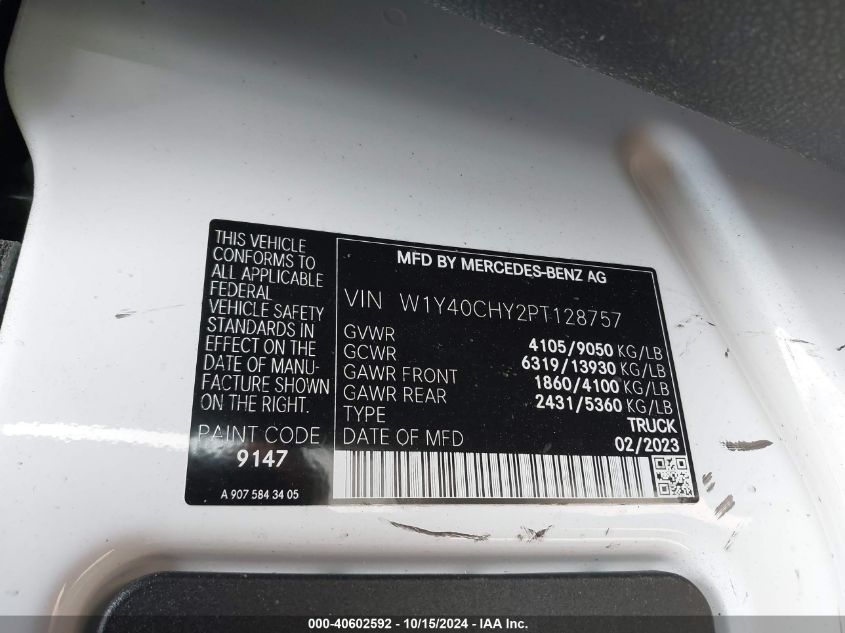 THIS VEHICLE
CONFORMS TO
ALL APPLICABLE
FEDERAL
VEHICLE SAFETY
STANDARDS IN
EFFECT ON THE
DATE OF MANU-
FACTURE SHOWN
ON THE RIGHT.
PAINT CODE
9147
A 907 584 34 05
MFD BY MERCEDES-BENZ AG
VIN W1Y40CHY2PT128757
GVWR 4105/9050 KG/LB
GCWR 6319/13930 KG/LB
GAWR FRONT 1860/4100 KG/LB
GAWR REAR 2431/5360 KG/LB
TYPE TRUCK
DATE OF MFD 02/2023
000-40602592 - 10/15/2024 - IAA Inc.